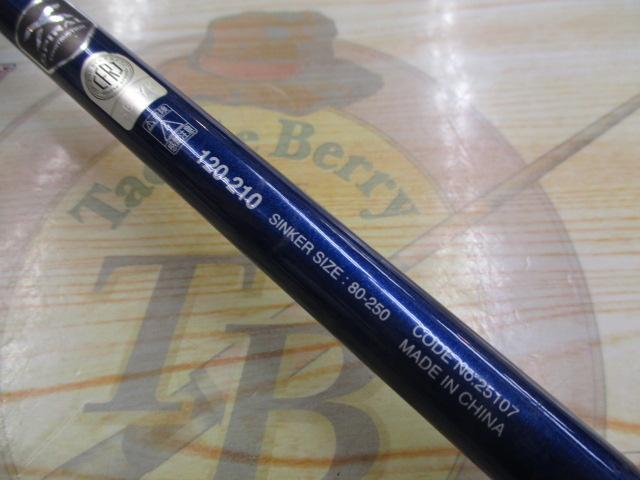 120-210
SINKER SIZE : 80-250
CODE No.25107
MADE IN CHINA
Tackle Berry
TB